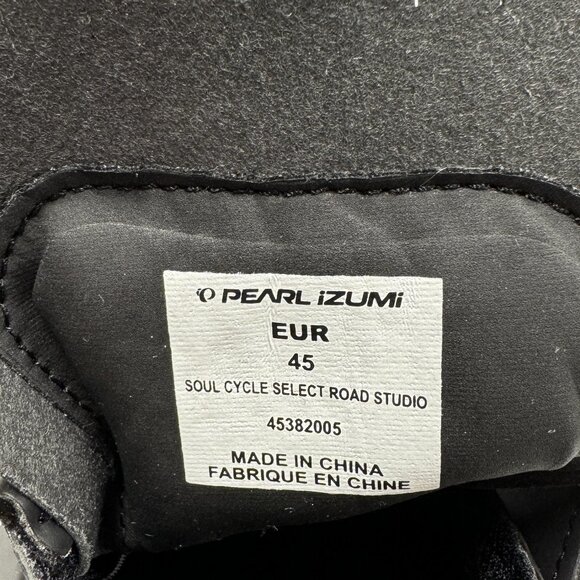 PEARL iZUMi
EUR
45
SOUL CYCLE SELECT ROAD STUDIO
45382005
MADE IN CHINA
FABRIQUE EN CHINE